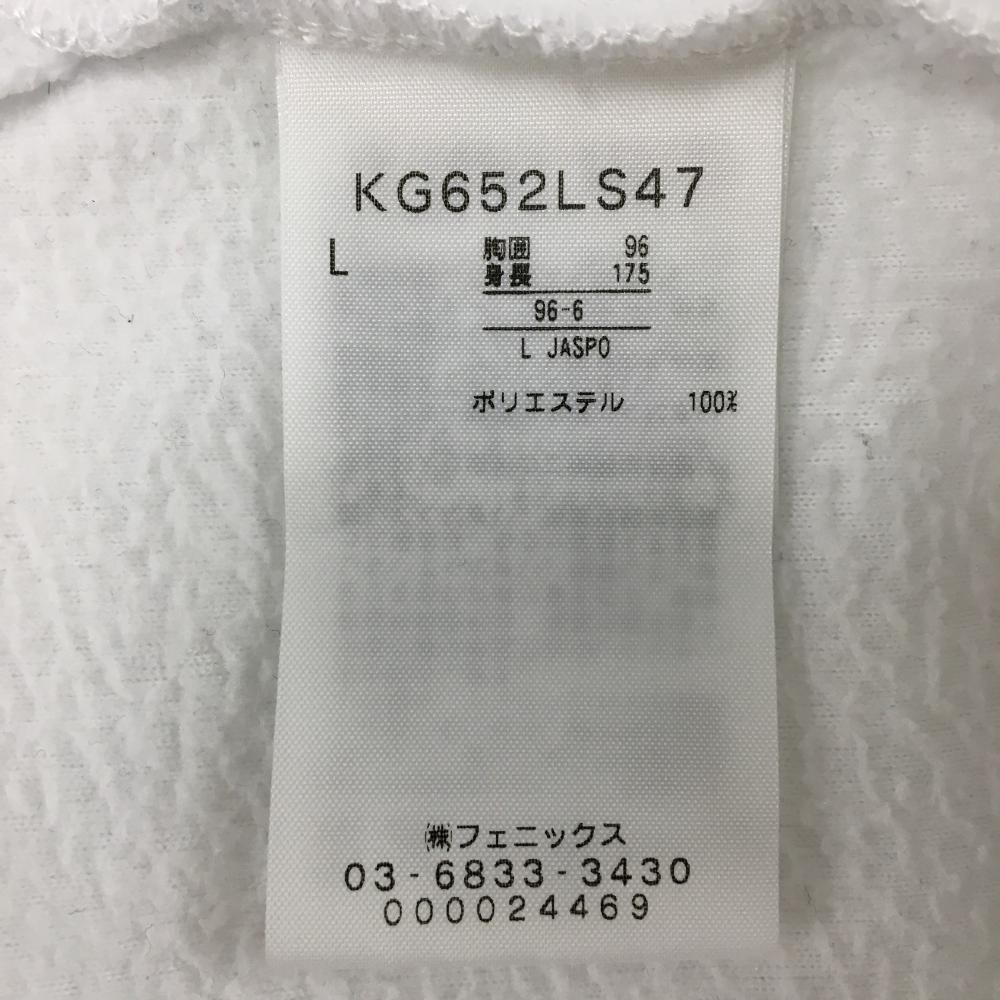 KG652LS47
L 胸囲 96
身長 175
96-6
L JASPO
ポリエステル 100%
㈱フェニックス
03-6833-3430
000024469